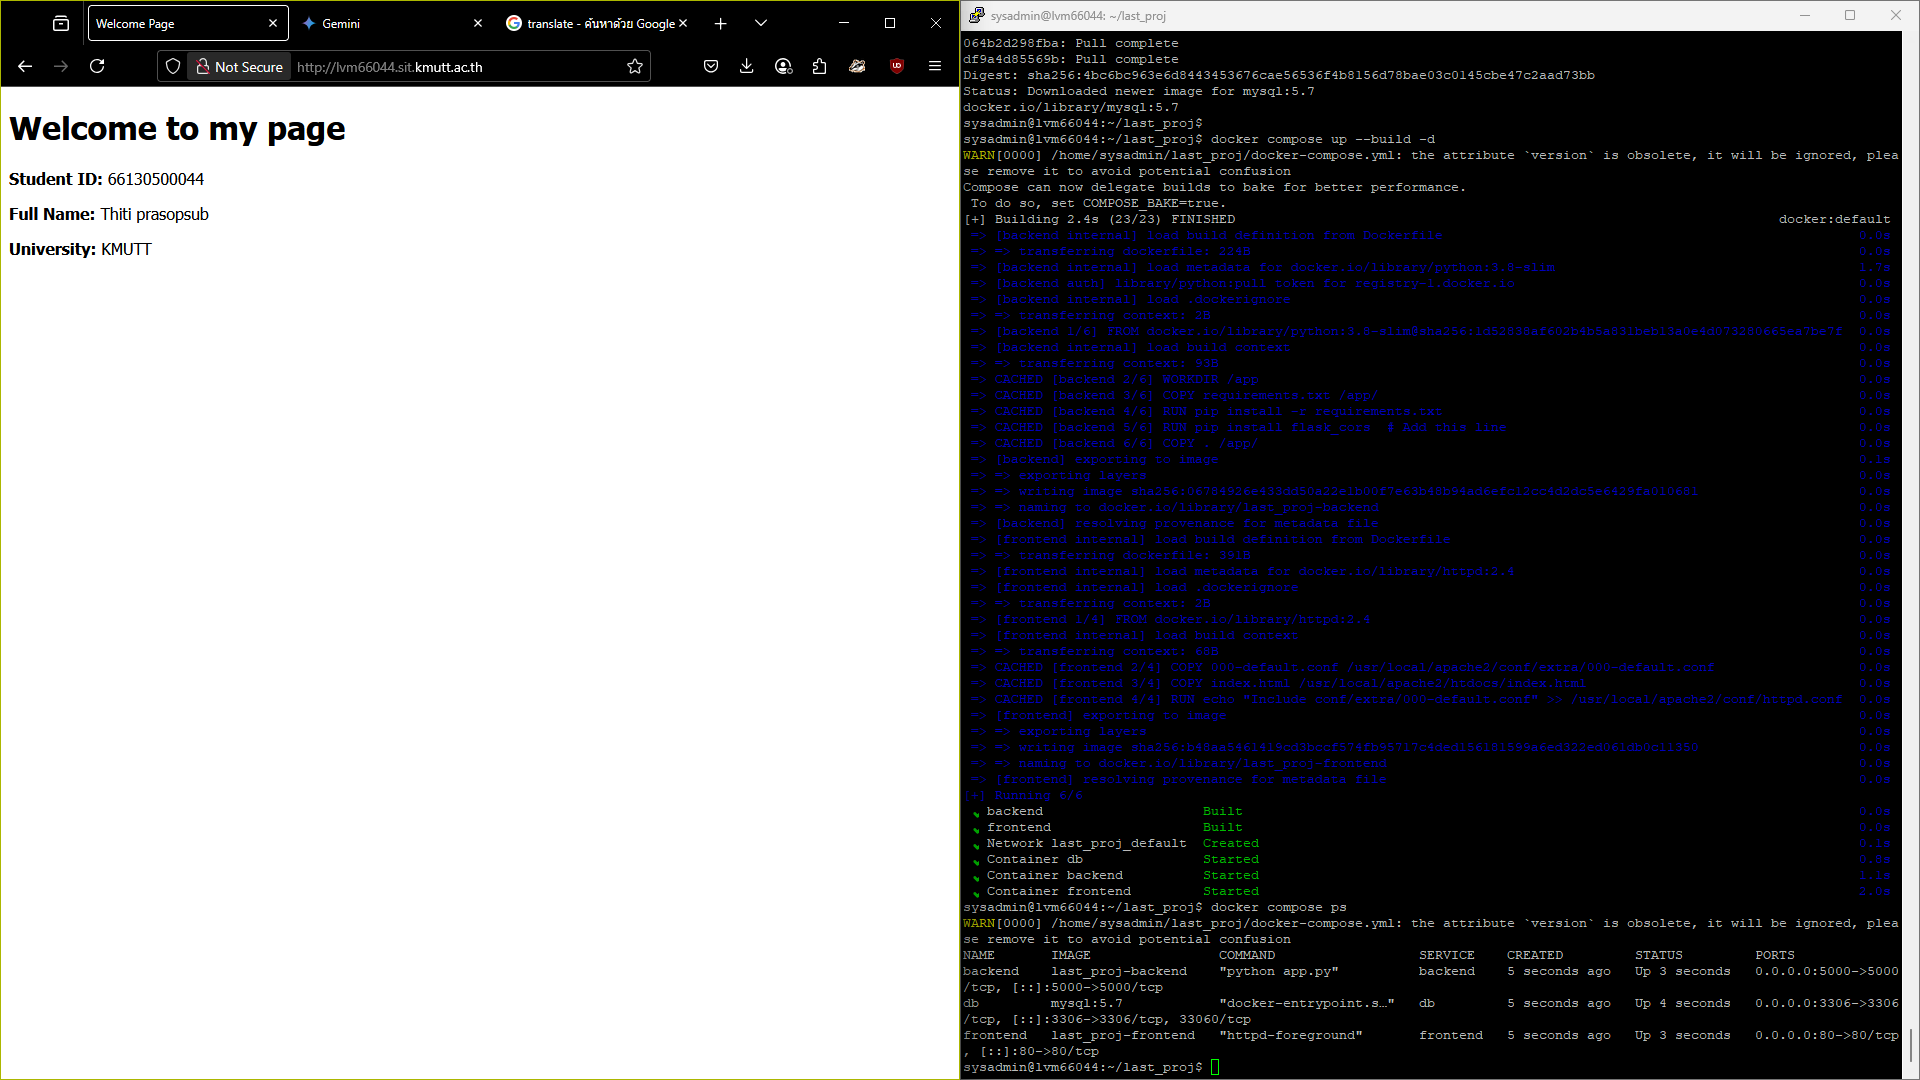 Welcome Page
Gemini
translate - ค้นหาด้วย Google
Not Secure
http://lvm66044.sit.kmutt.ac.th
Welcome to my page
Student ID: 66130500044
Full Name: Thiti prasopsub
University: KMUTT
sysadmin@lvm66044: ~/last_proj
064b2d298fba: Pull complete
df9a4d85569b: Pull complete
Digest: sha256:4bc6bc963e6d8443453676cae56536f4b8156d78bae03c0145cbe47c2aad73bb
Status: Downloaded newer image for mysql:5.7
docker.io/library/mysql:5.7
sysadmin@lvm66044:~/last_proj$
sysadmin@lvm66044:~/last_proj$ docker compose up --build -d
WARN[0000] /home/sysadmin/last_proj/docker-compose.yml: the attribute `version` is obsolete, it will be ignored, plea
se remove it to avoid potential confusion
Compose can now delegate builds to bake for better performance.
To do so, set COMPOSE_BAKE=true.
[+] Building 2.4s (23/23) FINISHED docker:default
=> [backend internal] load build definition from Dockerfile 0.0s
=> => transferring dockerfile: 224B 0.0s
=> [backend internal] load metadata for docker.io/library/python:3.8-slim 1.7s
=> [backend auth] library/python:pull token for registry-1.docker.io 0.0s
=> [backend internal] load .dockerignore 0.0s
=> => transferring context: 2B 0.0s
=> [backend 1/6] FROM docker.io/library/python:3.8-slim@sha256:1d52838af602b4b5a831beb13a0e4d073280665ea7be7f 0.0s
=> [backend internal] load build context 0.0s
=> => transferring context: 93B 0.0s
=> CACHED [backend 2/6] WORKDIR /app 0.0s
=> CACHED [backend 3/6] COPY requirements.txt /app/ 0.0s
=> CACHED [backend 4/6] RUN pip install -r requirements.txt 0.0s
=> CACHED [backend 5/6] RUN pip install flask_cors # Add this line 0.0s
=> CACHED [backend 6/6] COPY . /app/ 0.0s
=> [backend] exporting to image 0.1s
=> => exporting layers 0.0s
=> => writing image 0.0s
=> => naming to docker.io/library/last_proj-backend 0.0s
=> [backend] resolving provenance for metadata file 0.0s
=> [frontend internal] load build definition from Dockerfile 0.0s
=> => transferring dockerfile: 391B 0.0s
=> [frontend internal] load metadata for docker.io/library/httpd:2.4 0.0s
=> [frontend internal] load .dockerignore 0.0s
=> => transferring context: 2B 0.0s
=> [frontend 1/4] FROM docker.io/library/httpd:2.4 0.0s
=> [frontend internal] load build context 0.0s
=> => transferring context: 68B 0.0s
=> CACHED [frontend 2/4] COPY 000-default.conf /usr/local/apache2/conf/extra/000-default.conf 0.0s
=> CACHED [frontend 3/4] COPY index.html /usr/local/apache2/htdocs/index.html 0.0s
=> CACHED [frontend 4/4] RUN echo "Include conf/extra/000-default.conf" >> /usr/local/apache2/conf/httpd.conf 0.0s
=> [frontend] exporting to image 0.0s
=> => exporting layers 0.0s
=> => writing image 0.0s
=> => naming to docker.io/library/last_proj-frontend 0.0s
=> [frontend] resolving provenance for metadata file 0.0s
[+] Running 6/6
backend Built 0.0s
frontend Built 0.0s
Network last_proj_default Created 0.1s
Container db Started 0.8s
Container backend Started 1.1s
Container frontend Started 2.0s
sysadmin@lvm66044:~/last_proj$ docker compose ps
WARN[0000] /home/sysadmin/last_proj/docker-compose.yml: the attribute `version` is obsolete, it will be ignored, plea
se remove it to avoid potential confusion
NAME IMAGE COMMAND SERVICE CREATED STATUS PORTS
backend last_proj-backend "python app.py" backend 5 seconds ago Up 3 seconds 0.0.0.0:5000->5000
/tcp, [::]:5000->5000/tcp
db mysql:5.7 "docker-entrypoint.s…" db 5 seconds ago Up 4 seconds 0.0.0.0:3306->3306
/tcp, [::]:3306->3306/tcp, 33060/tcp
frontend last_proj-frontend "httpd-foreground" frontend 5 seconds ago Up 3 seconds 0.0.0.0:80->80/tcp
, [::]:80->80/tcp
sysadmin@lvm66044:~/last_proj$